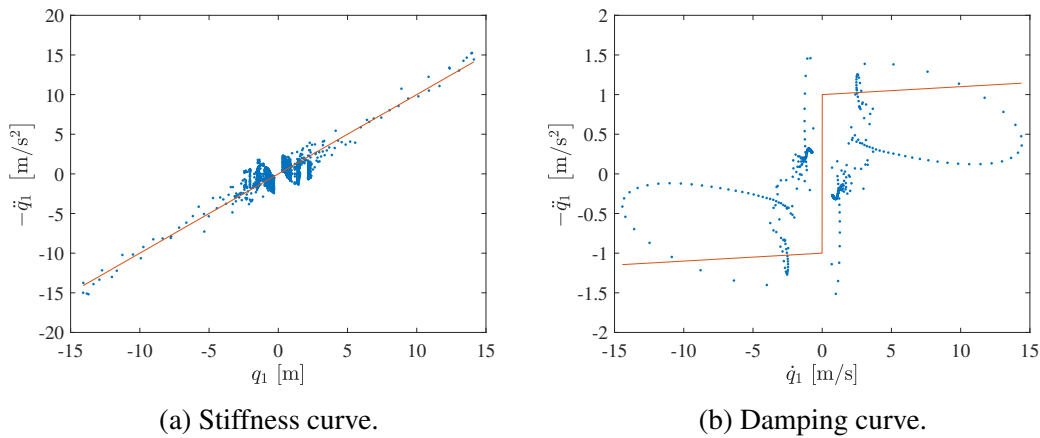 20
15
10
5
0
-5
-10
-15
-20
−q̈₁ [m/s²]
-15 -10 -5 0 5 10 15
q₁ [m]
(a) Stiffness curve.
2
1.5
1
0.5
0
-0.5
-1
-1.5
-2
−q̈₁ [m/s²]
-15 -10 -5 0 5 10 15
q̇₁ [m/s]
(b) Damping curve.